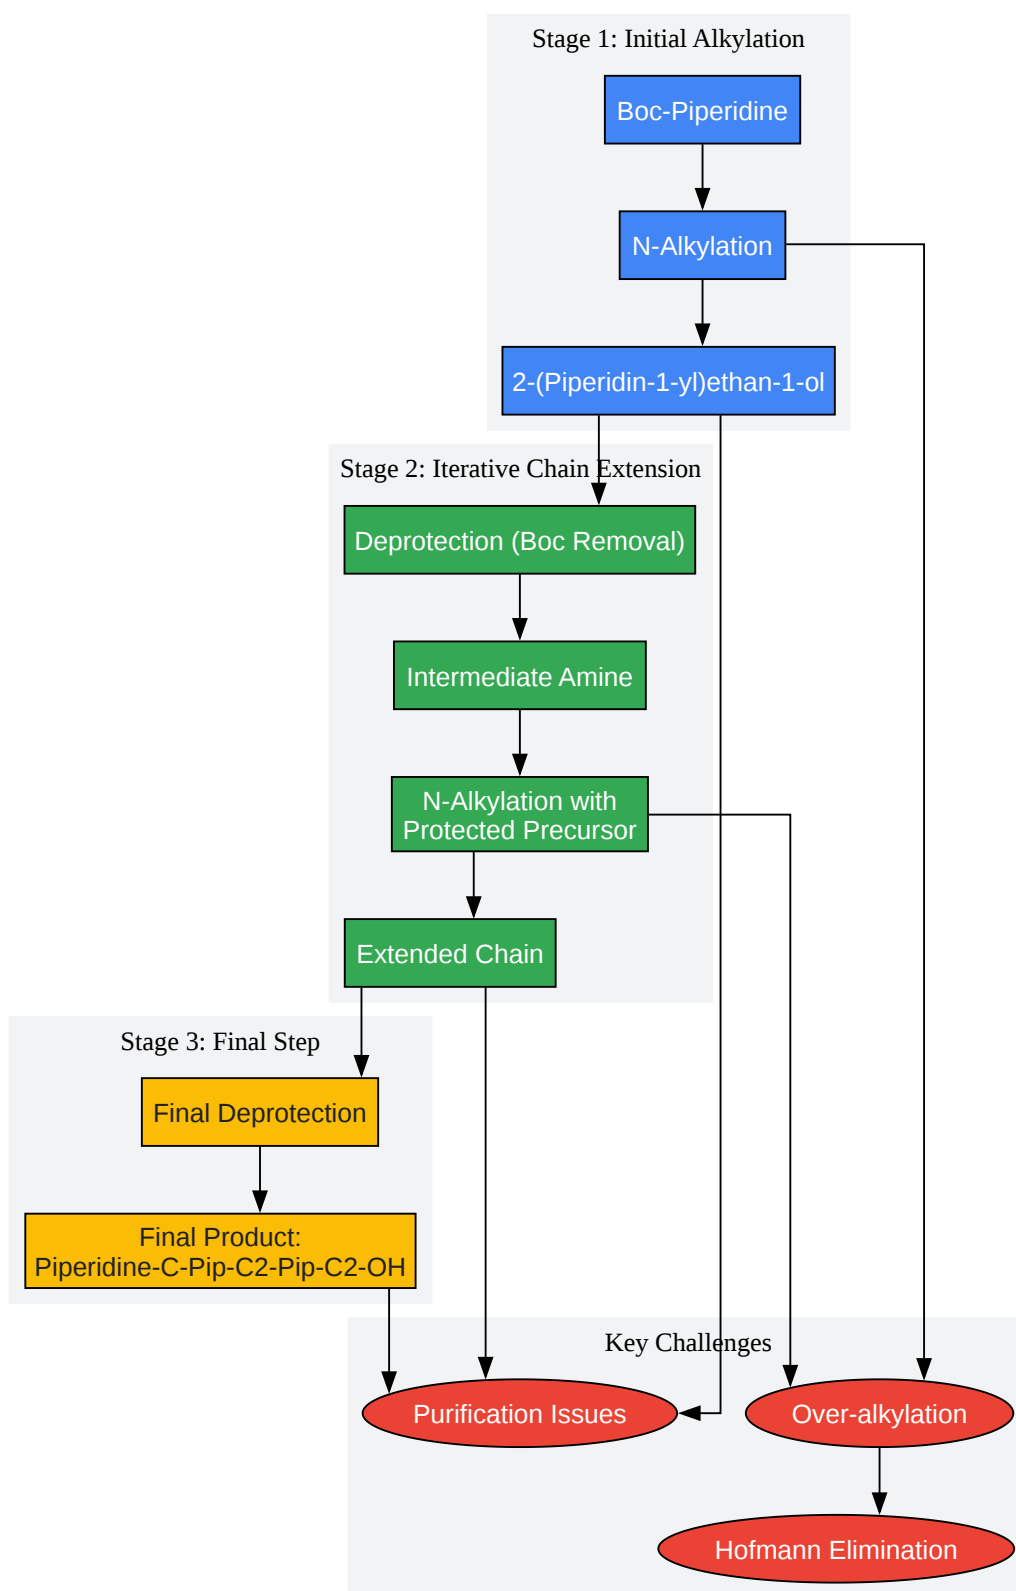 Stage 1: Initial Alkylation
Boc-Piperidine
N-Alkylation
2-(Piperidin-1-yl)ethan-1-ol
Stage 2: Iterative Chain Extension
Deprotection (Boc Removal)
Intermediate Amine
N-Alkylation with
Protected Precursor
Extended Chain
Stage 3: Final Step
Final Deprotection
Final Product:
Piperidine-C-Pip-C2-Pip-C2-OH
Key Challenges
Purification Issues
Over-alkylation
Hofmann Elimination